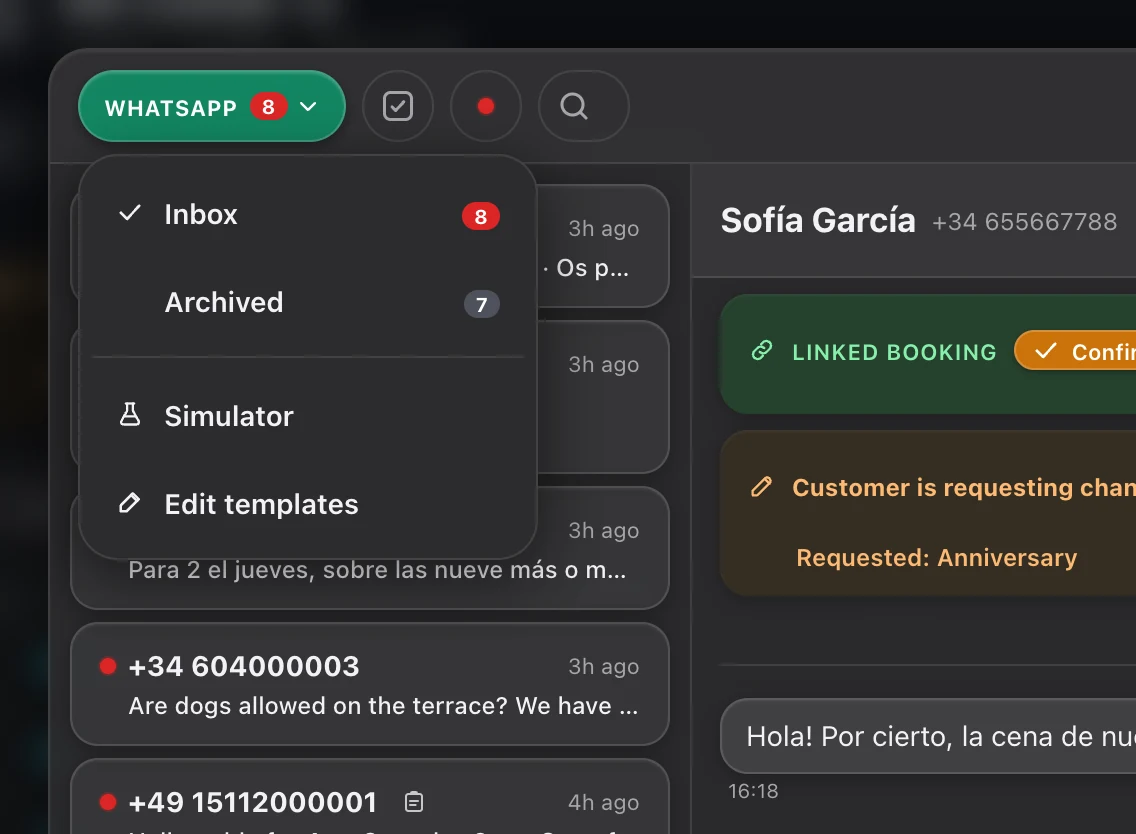 WHATSAPP 8
Inbox 8
Archived 7
Simulator
Edit templates
3h ago
· Os p...
3h ago
3h ago
Para 2 el jueves, sobre las nueve más o m...
+34 604000003 3h ago
Are dogs allowed on the terrace? We have ...
+49 15112000001 4h ago
Sofía García +34 655667788
LINKED BOOKING Confir
Customer is requesting chan
Requested: Anniversary
Hola! Por cierto, la cena de nu
16:18